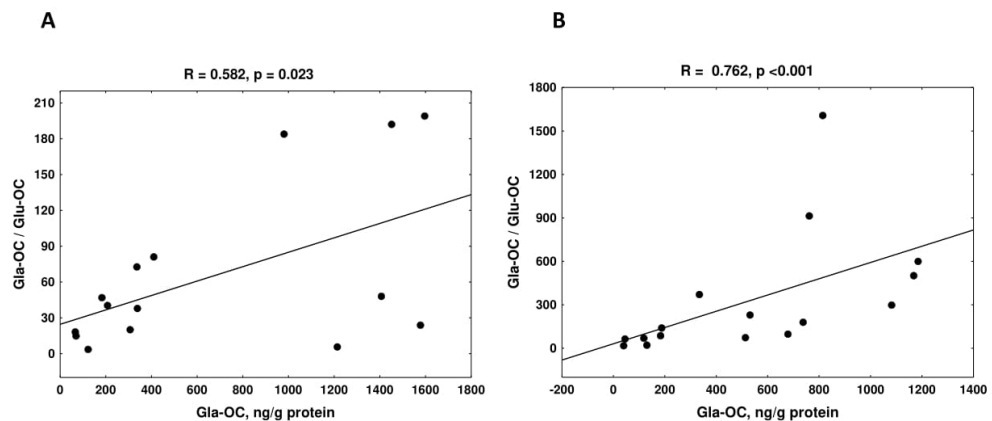 A
R = 0.582, p = 0.023
210
180
150
120
90
60
30
0
Gla-OC / Glu-OC
0 200 400 600 800 1000 1200 1400 1600 1800
Gla-OC, ng/g protein
B
R = 0.762, p <0.001
1800
1500
1200
900
600
300
0
Gla-OC / Glu-OC
-200 0 200 400 600 800 1000 1200 1400
Gla-OC, ng/g protein